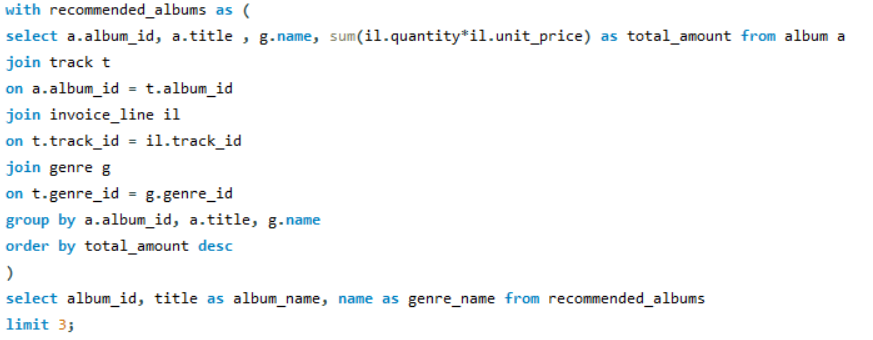 with recommended_albums as (
select a.album_id, a.title , g.name, sum(il.quantity*il.unit_price) as total_amount from album a
join track t
on a.album_id = t.album_id
join invoice_line il
on t.track_id = il.track_id
join genre g
on t.genre_id = g.genre_id
group by a.album_id, a.title, g.name
order by total_amount desc
)
select album_id, title as album_name, name as genre_name from recommended_albums
limit 3;